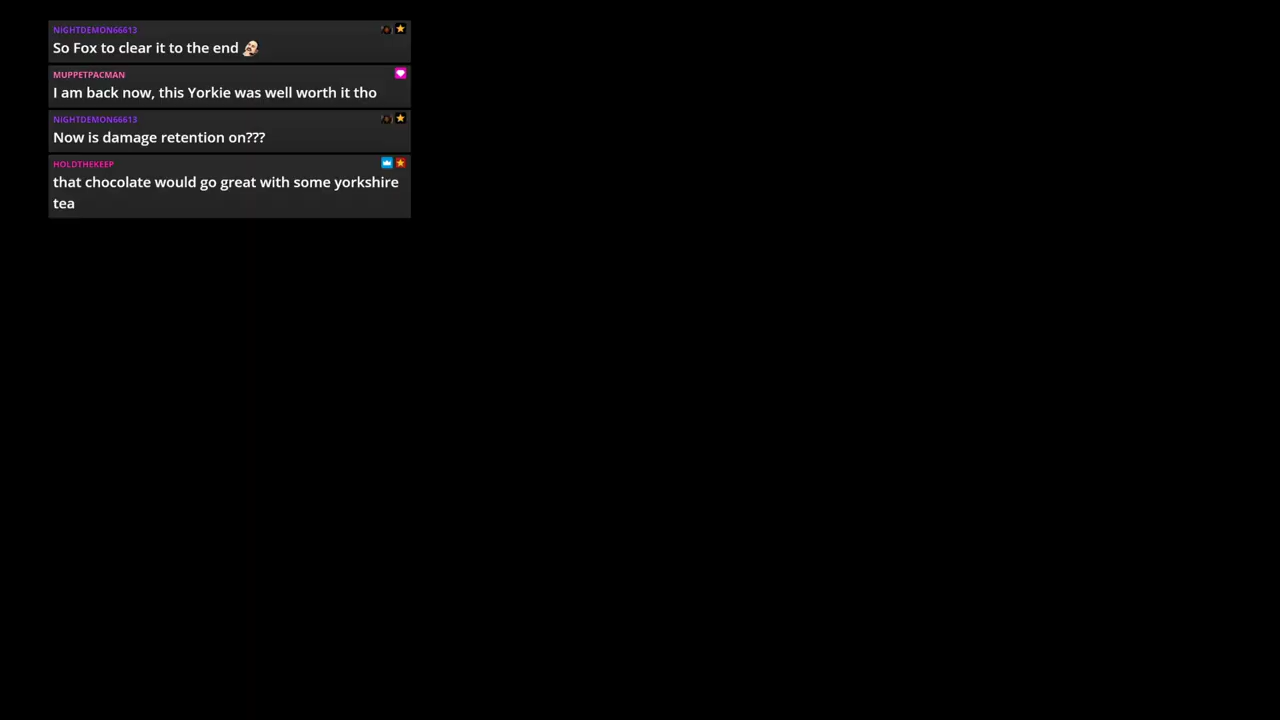 NIGHTDEMON66613
So Fox to clear it to the end
MUPPETPACMAN
I am back now, this Yorkie was well worth it tho
NIGHTDEMON66613
Now is damage retention on???
HOLDTHEKEEP
that chocolate would go great with some yorkshire
tea